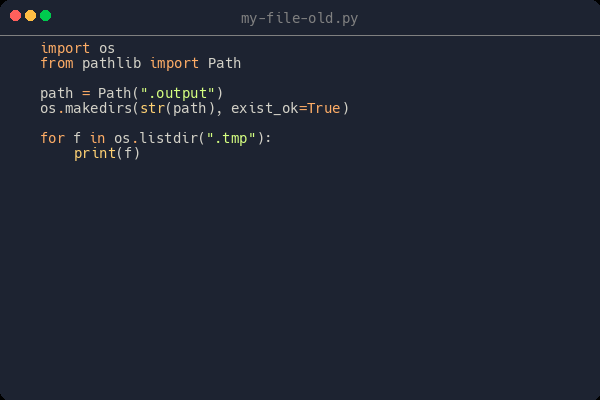 my-file-old.py
import os
from pathlib import Path
path = Path(".output")
os.makedirs(str(path), exist_ok=True)
for f in os.listdir(".tmp"):
    print(f)